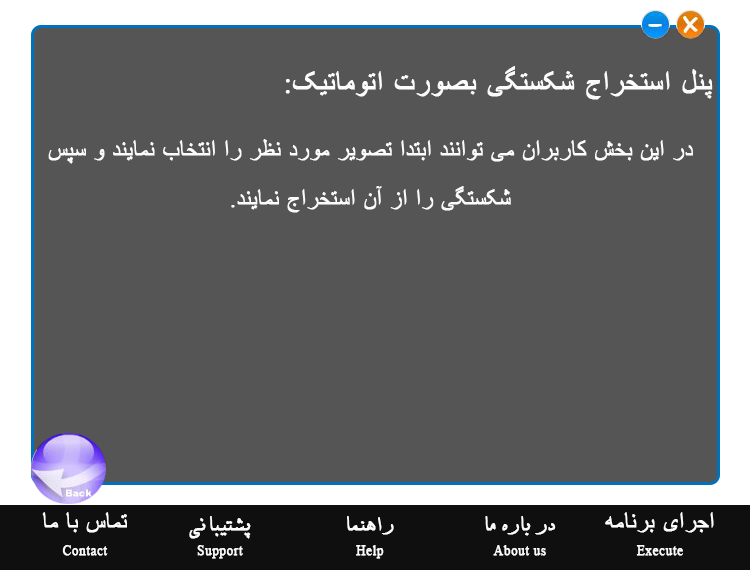 پنل استخراج شکستگی بصورت اتوماتیک:
در این بخش کاربران می توانند ابتدا تصویر مورد نظر را انتخاب نمایند و سپس
شکستگی را از آن استخراج نمایند.
Back
اجرای برنامه در باره ما راهنما پشتیبانی تماس با ما
Contact Support Help About us Execute